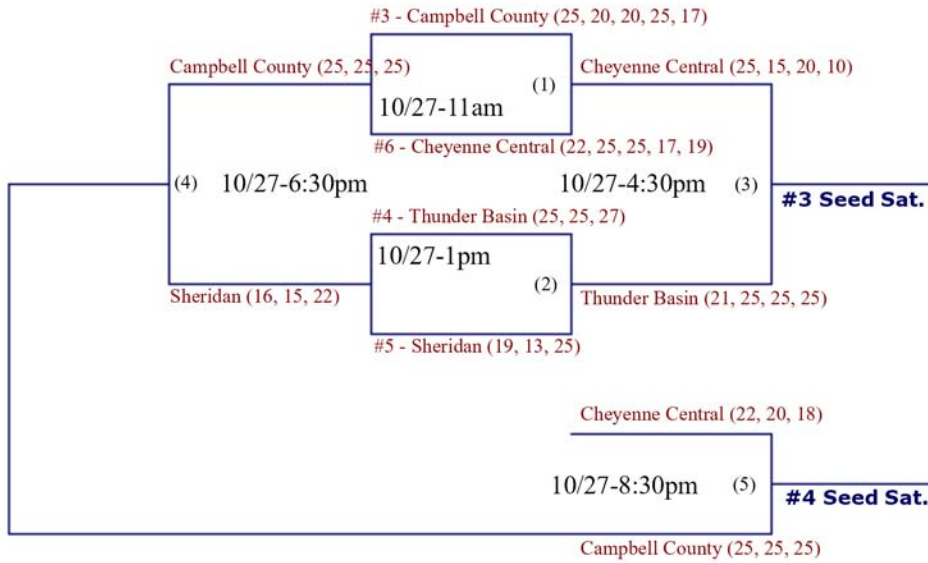 #3 - Campbell County (25, 20, 20, 25, 17)
Campbell County (25, 25, 25)
Cheyenne Central (25, 15, 20, 10)
(1)
10/27-11am
#6 - Cheyenne Central (22, 25, 25, 17, 19)
(4)
10/27-6:30pm
10/27-4:30pm
(3)
#3 Seed Sat.
#4 - Thunder Basin (25, 25, 27)
10/27-1pm
(2)
Sheridan (16, 15, 22)
Thunder Basin (21, 25, 25, 25)
#5 - Sheridan (19, 13, 25)
Cheyenne Central (22, 20, 18)
10/27-8:30pm
(5)
#4 Seed Sat.
Campbell County (25, 25, 25)